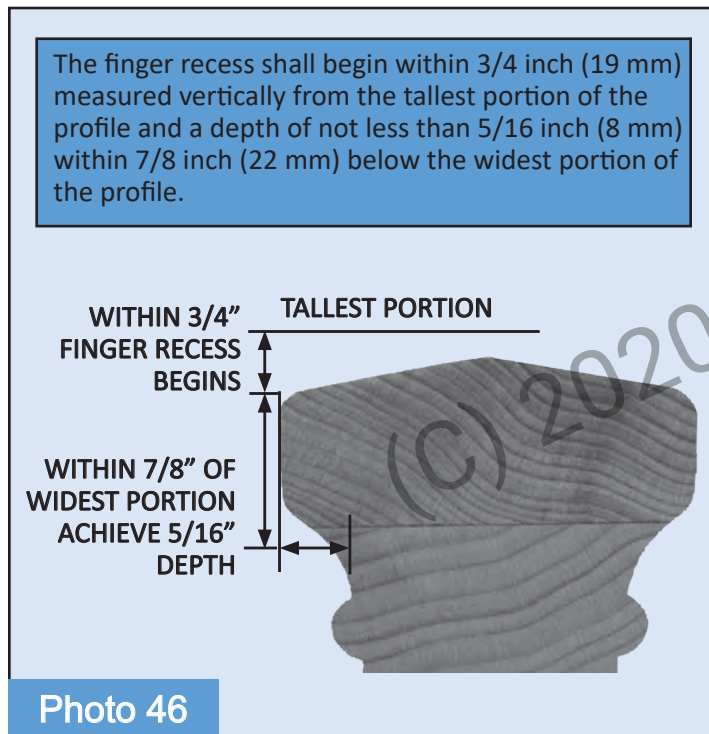 The finger recess shall begin within 3/4 inch (19 mm)
measured vertically from the tallest portion of the
profile and a depth of not less than 5/16 inch (8 mm)
within 7/8 inch (22 mm) below the widest portion of
the profile.
TALLEST PORTION
WITHIN 3/4”
FINGER RECESS
BEGINS
WITHIN 7/8” OF
WIDEST PORTION
ACHIEVE 5/16”
DEPTH
(C) 2020
Photo 46